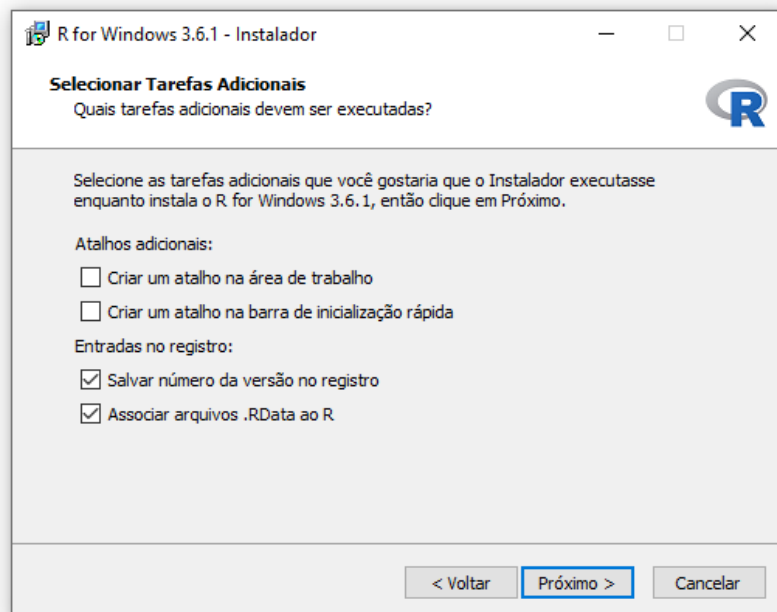 R for Windows 3.6.1 - Instalador
Selecionar Tarefas Adicionais
Quais tarefas adicionais devem ser executadas?
R
Selecione as tarefas adicionais que você gostaria que o Instalador executasse
enquanto instala o R for Windows 3.6.1, então clique em Próximo.
Atalhos adicionais:
Criar um atalho na área de trabalho
Criar um atalho na barra de inicialização rápida
Entradas no registro:
Salvar número da versão no registro
Associar arquivos .RData ao R
< Voltar Próximo > Cancelar